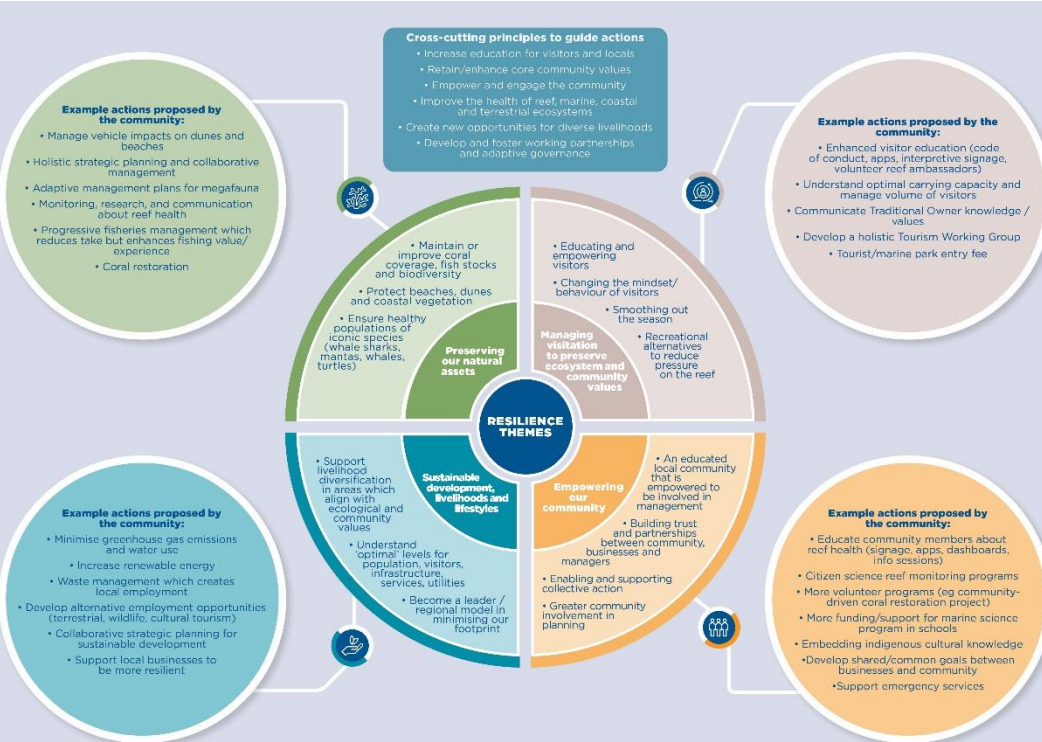 Cross-cutting principles to guide actions
• Increase education for visitors and locals
• Retain/enhance core community values
• Empower and engage the community
• Improve the health of reef, marine, coastal
and terrestrial ecosystems
• Create new opportunities for diverse livelihoods
• Develop and foster working partnerships
and adaptive governance
Example actions proposed by
the community:
• Manage vehicle impacts on dunes and
beaches
• Holistic strategic planning and collaborative
management
• Adaptive management plans for megafauna
• Monitoring, research, and communication
about reef health
• Progressive fisheries management which
reduces take but enhances fishing value/
experience
• Coral restoration
Example actions proposed by the
community:
• Enhanced visitor education (code
of conduct, apps, interpretive signage,
volunteer reef ambassadors)
• Understand optimal carrying capacity and
manage volume of visitors
• Communicate Traditional Owner knowledge /
values
• Develop a holistic Tourism Working Group
• Tourist/marine park entry fee
• Maintain or
improve coral
coverage, fish stocks
and biodiversity
• Protect beaches, dunes
and coastal vegetation
• Ensure healthy
populations of
iconic species
(whale sharks,
mantas, whales,
turtles)
Preserving
our natural
assets
• Educating and
empowering
visitors
• Changing the mindset/
behaviour of visitors
• Smoothing out
the season
• Recreational
alternatives
to reduce
pressure
on the reef
Managing
visitation
to preserve
ecosystem and
community
values
RESILIENCE
THEMES
• Support
livelihood
diversification
in areas which
align with
ecological and
community
values
• Understand
'optimal' levels for
population, visitors,
infrastructure,
services, utilities
• Become a leader /
regional model in
minimising our
footprint
Sustainable
development,
livelihoods and
lifestyles
Empowering
our
community
• An educated
local community
that is
empowered to
be involved in
management
• Building trust
and partnerships
between community,
businesses and
managers
• Enabling and supporting
collective action
• Greater community
involvement in
planning
Example actions proposed by
the community:
• Minimise greenhouse gas emissions
and water use
• Increase renewable energy
• Waste management which creates
local employment
• Develop alternative employment opportunities
(terrestrial, wildlife, cultural tourism)
• Collaborative strategic planning for
sustainable development
• Support local businesses to
be more resilient
Example actions proposed by
the community:
• Educate community members about
reef health (signage, apps, dashboards,
info sessions)
• Citizen science reef monitoring programs
• More volunteer programs (eg community-
driven coral restoration project)
• More funding/support for marine science
program in schools
• Embedding indigenous cultural knowledge
•Develop shared/common goals between
businesses and community
•Support emergency services